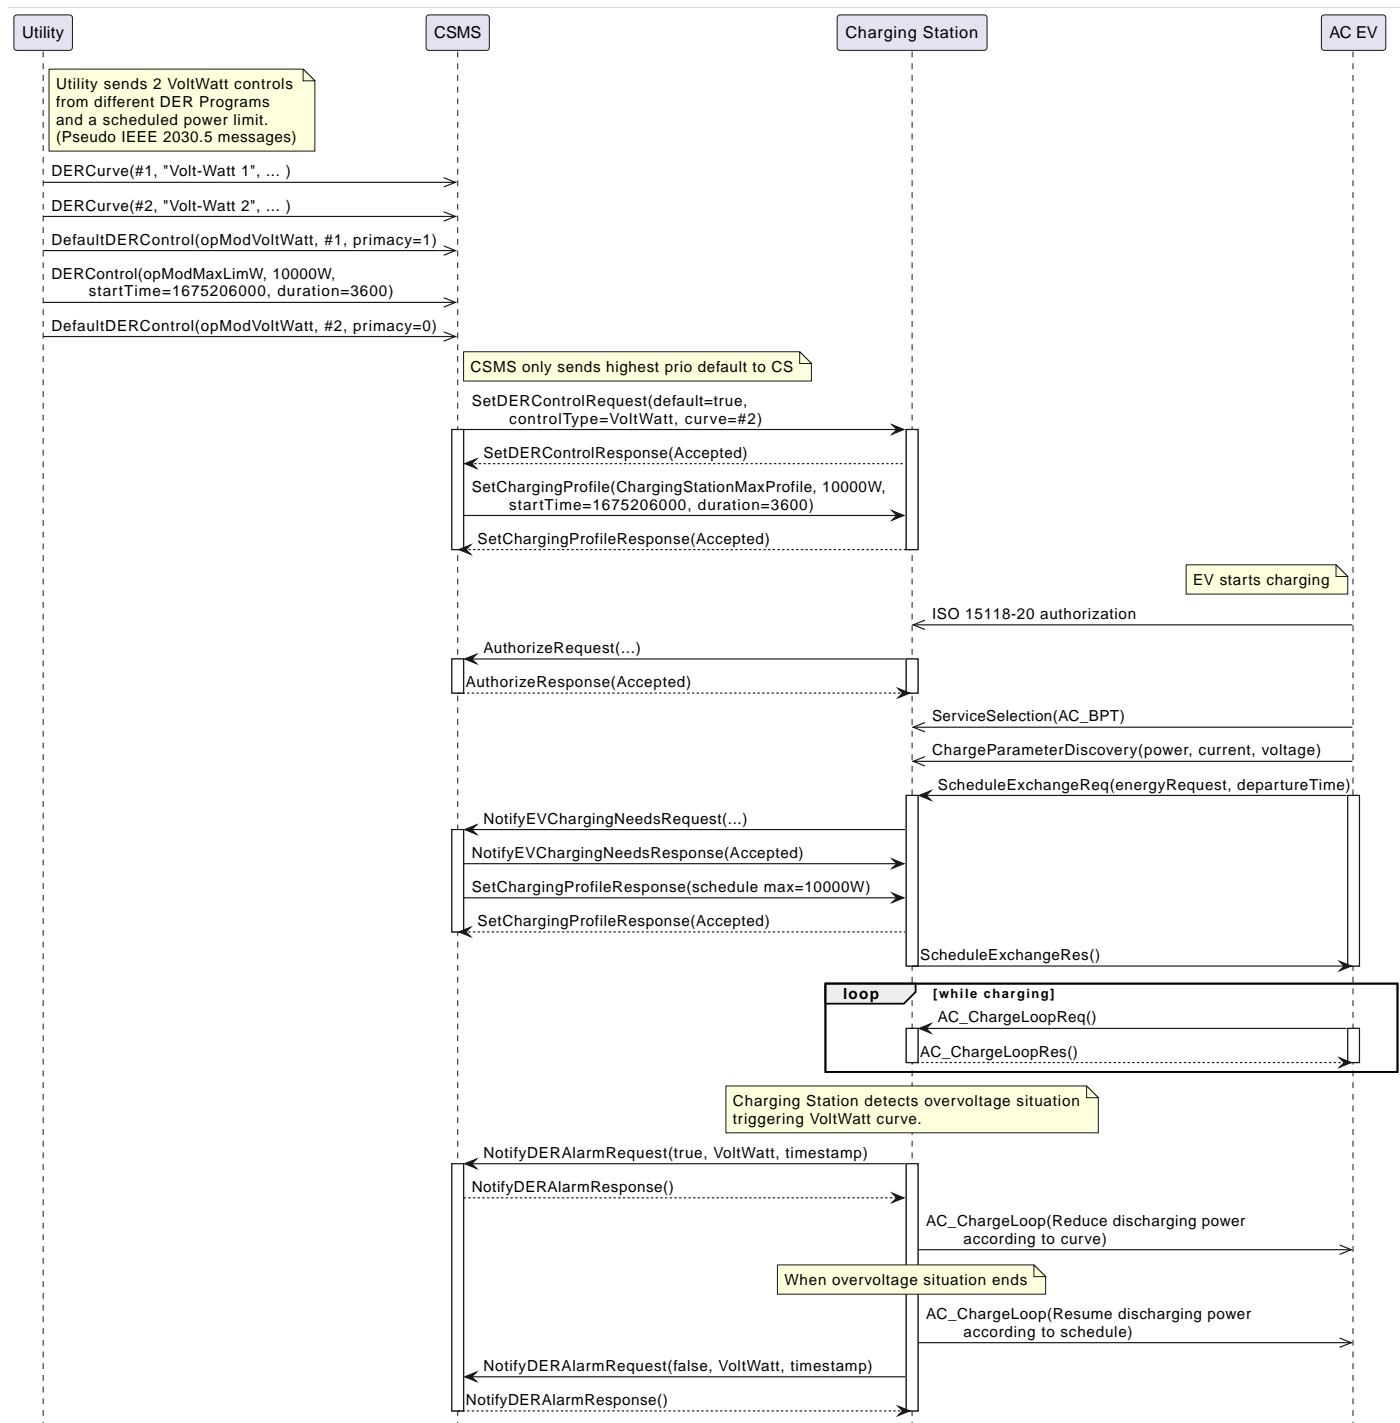 Utility
CSMS
Charging Station
AC EV
Utility sends 2 VoltWatt controls
from different DER Programs
and a scheduled power limit.
(Pseudo IEEE 2030.5 messages)
DERCurve(#1, "Volt-Watt 1", ... )
DERCurve(#2, "Volt-Watt 2", ... )
DefaultDERControl(opModVoltWatt, #1, primacy=1)
DERControl(opModMaxLimW, 10000W,
startTime=1675206000, duration=3600)
DefaultDERControl(opModVoltWatt, #2, primacy=0)
CSMS only sends highest prio default to CS
SetDERControlRequest(default=true,
controlType=VoltWatt, curve=#2)
SetDERControlResponse(Accepted)
SetChargingProfile(ChargingStationMaxProfile, 10000W,
startTime=1675206000, duration=3600)
SetChargingProfileResponse(Accepted)
EV starts charging
ISO 15118-20 authorization
AuthorizeRequest(...)
AuthorizeResponse(Accepted)
ServiceSelection(AC_BPT)
ChargeParameterDiscovery(power, current, voltage)
ScheduleExchangeReq(energyRequest, departureTime)
NotifyEVChargingNeedsRequest(...)
NotifyEVChargingNeedsResponse(Accepted)
SetChargingProfileResponse(schedule max=10000W)
SetChargingProfileResponse(Accepted)
ScheduleExchangeRes()
loop [while charging]
AC_ChargeLoopReq()
AC_ChargeLoopRes()
Charging Station detects overvoltage situation
triggering VoltWatt curve.
NotifyDERAlarmRequest(true, VoltWatt, timestamp)
NotifyDERAlarmResponse()
AC_ChargeLoop(Reduce discharging power
according to curve)
When overvoltage situation ends
AC_ChargeLoop(Resume discharging power
according to schedule)
NotifyDERAlarmRequest(false, VoltWatt, timestamp)
NotifyDERAlarmResponse()